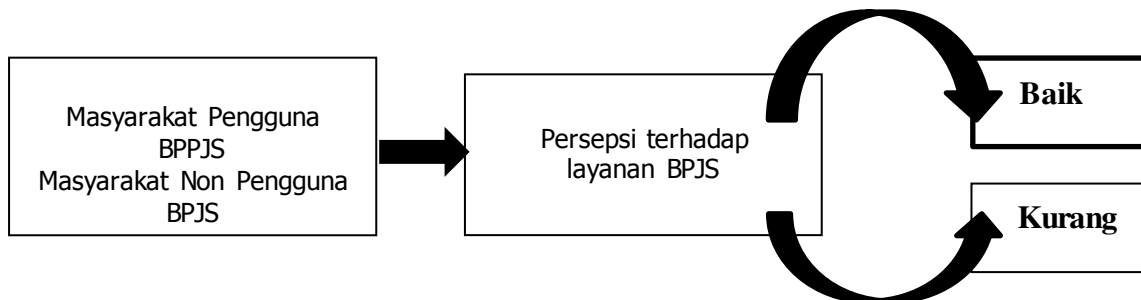 Masyarakat Pengguna
BPPJS
Masyarakat Non Pengguna
BPJS
Persepsi terhadap
layanan BPJS
Baik
Kurang